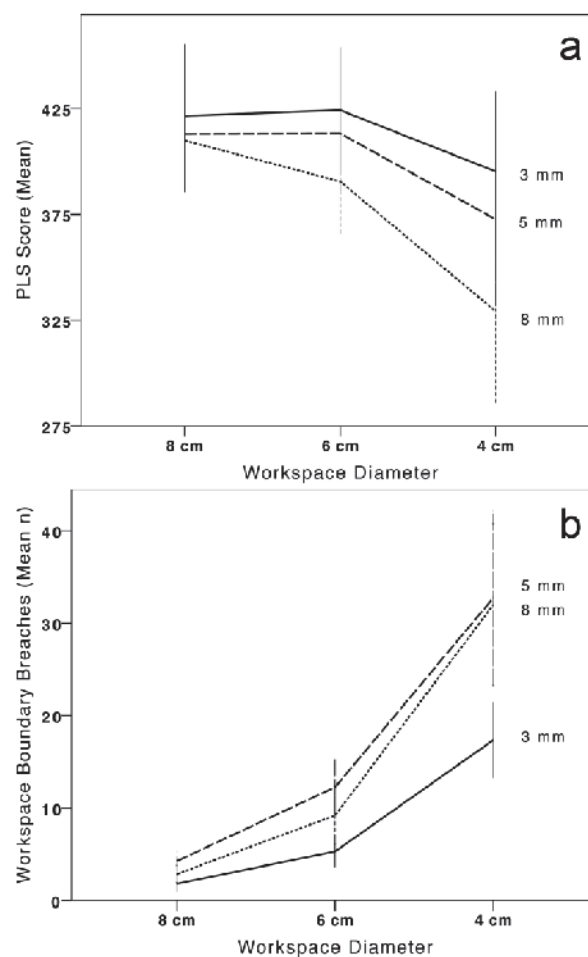 a
PLS Score (Mean)
425
375
325
275
3 mm
5 mm
8 mm
8 cm
6 cm
4 cm
Workspace Diameter
b
Workspace Boundary Breaches (Mean n)
40
30
20
10
0
5 mm
8 mm
3 mm
8 cm
6 cm
4 cm
Workspace Diameter